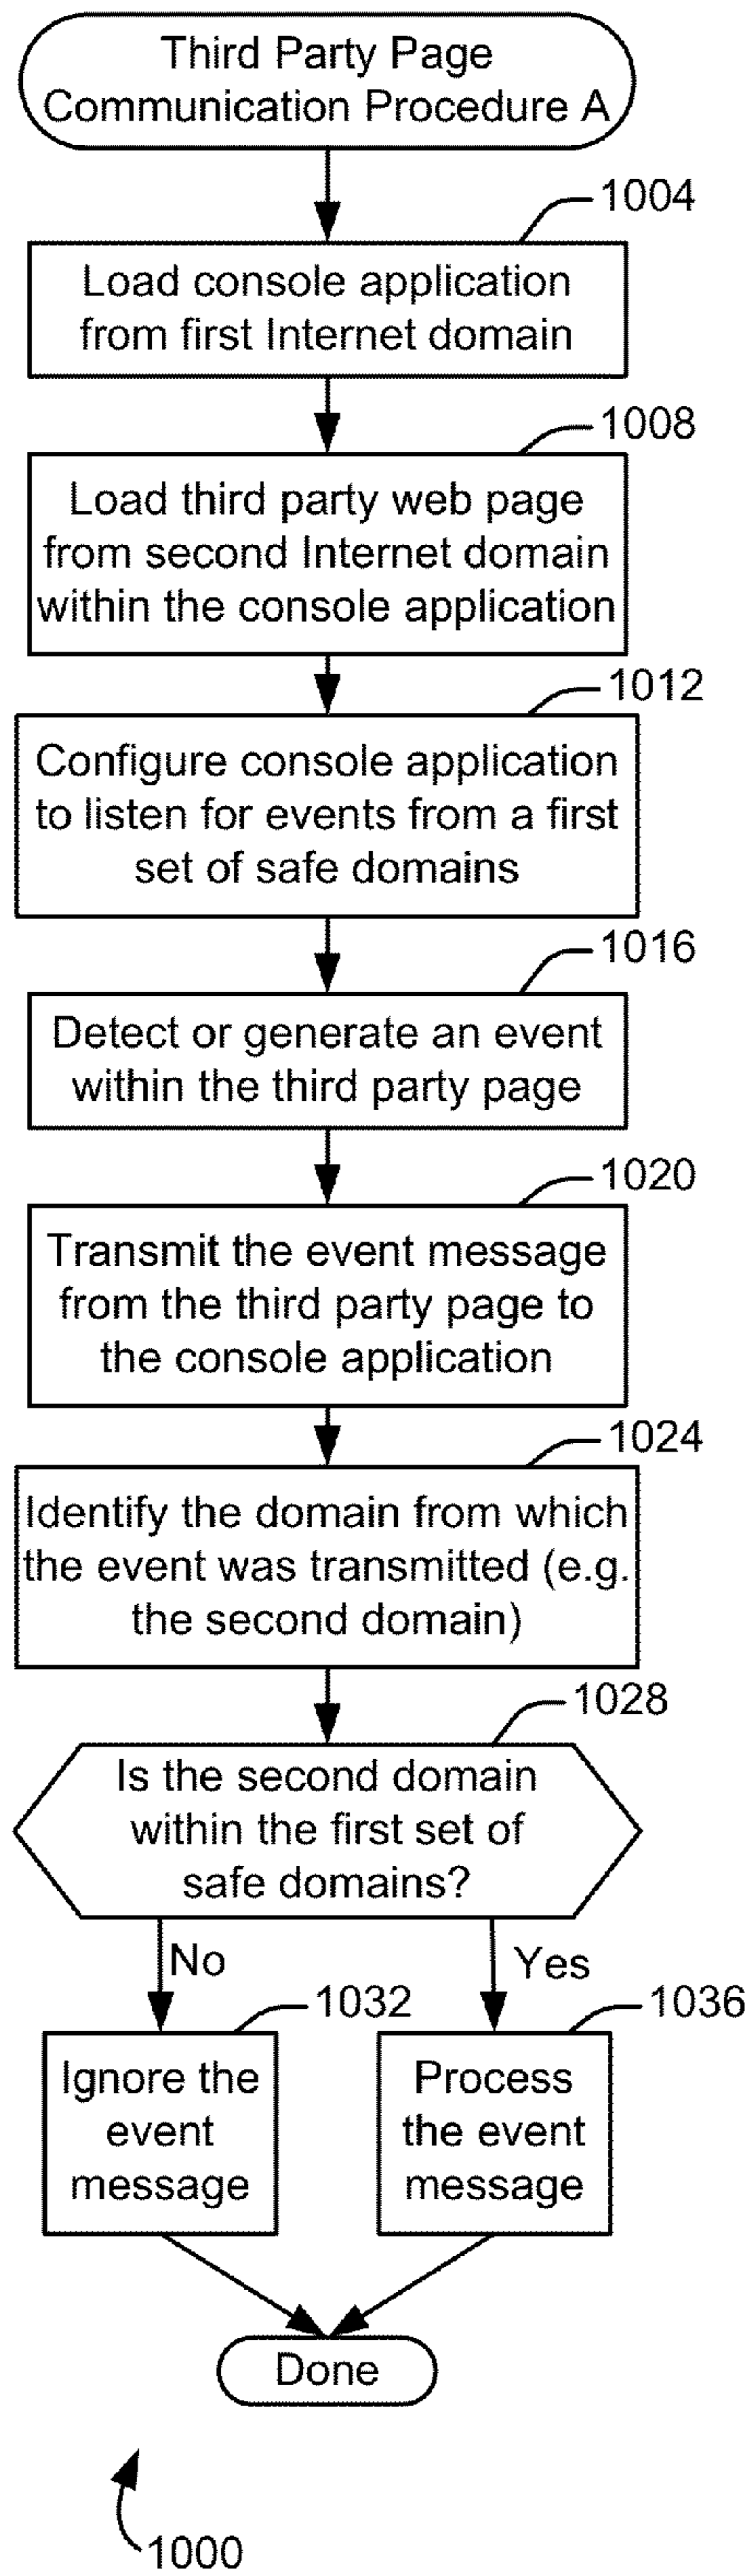 Third Party Page
Communication Procedure A
1004
Load console application
from first Internet domain
1008
Load third party web page
from second Internet domain
within the console application
1012
Configure console application
to listen for events from a first
set of safe domains
1016
Detect or generate an event
within the third party page
1020
Transmit the event message
from the third party page to
the console application
1024
Identify the domain from which
the event was transmitted (e.g.
the second domain)
1028
Is the second domain
within the first set of
safe domains?
No
Yes
1032
1036
Ignore the
event
message
Process
the event
message
Done
1000